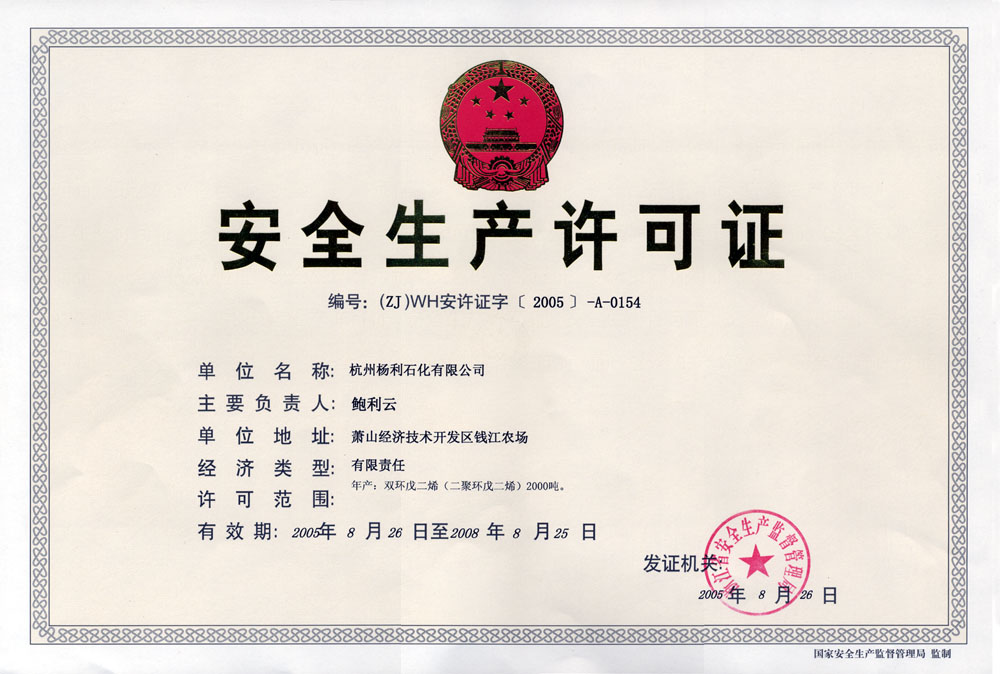 安全生产许可证
编号：(ZJ)WH安许证字〔2005〕-A-0154
单位名称：杭州杨利石化有限公司
主要负责人：鲍利云
单位地址：萧山经济技术开发区钱江农场
经济类型：有限责任
年产：双环戊二烯（二聚环戊二烯）2000吨。
许可范围：
有效期：2005年 8 月 26 日至2008 年 8 月 25 日
浙江省安全生产监督管理局
发证机关：
2005 年 8 月 26 日
国家安全生产监督管理局 监制